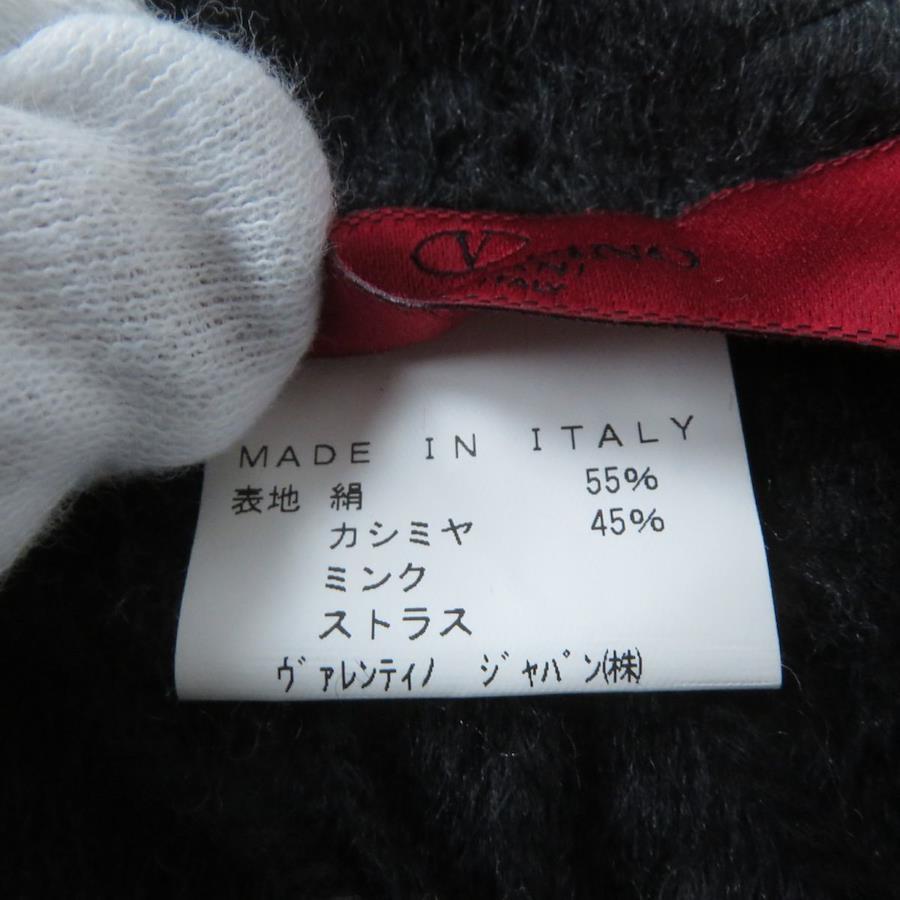 V
MADE IN ITALY
表地 絹 55%
カシミヤ 45%
ミンク
ストラス
ヴァレンティノ ジャパン(株)